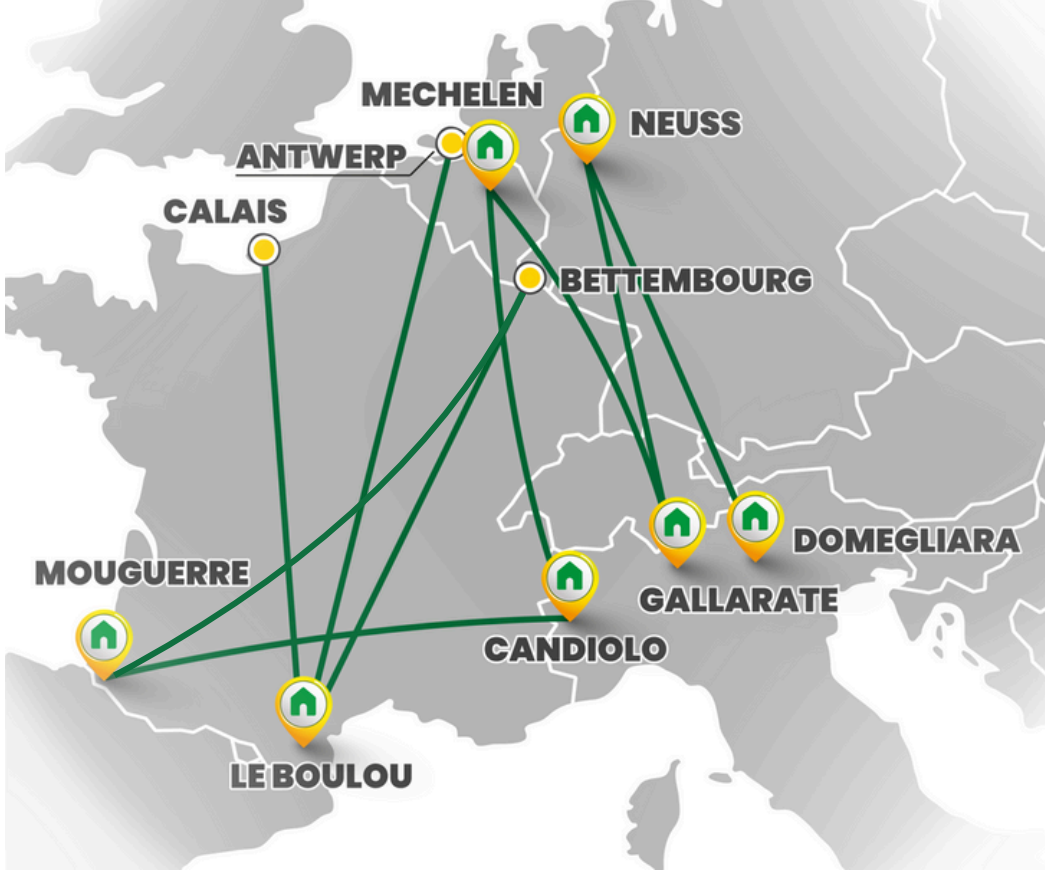 MECHELEN
NEUSS
ANTWERP
CALAIS
BETTEMBOURG
DOMEGLIARA
MOUGUERRE
GALLARATE
CANDIOLO
LE BOULOU